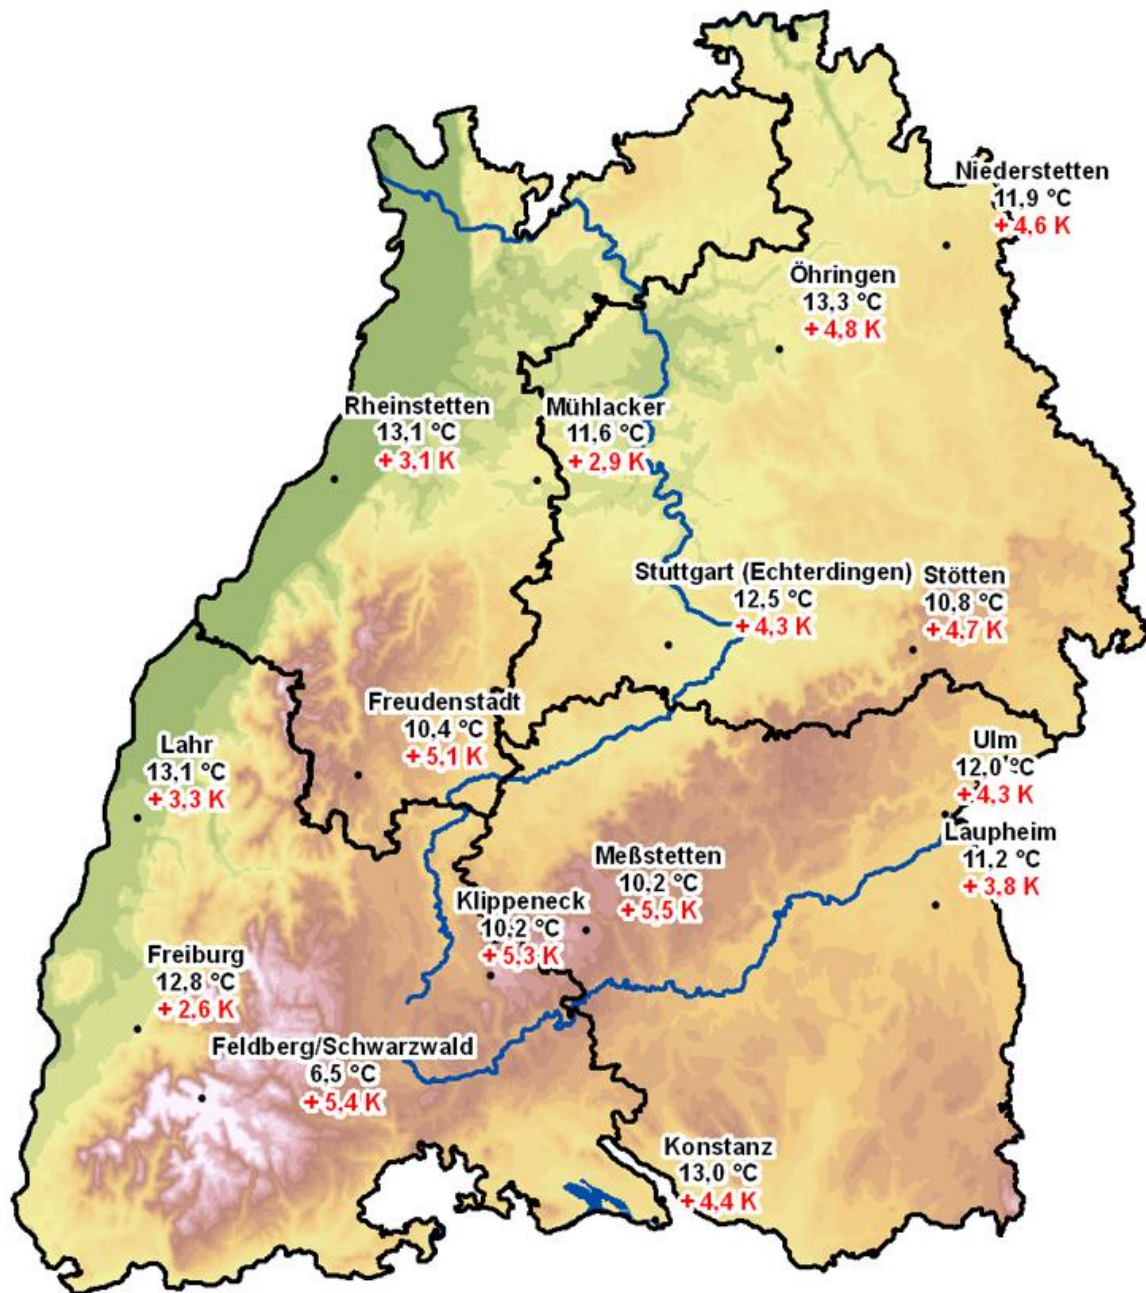 Niederstetten
11,9 °C
+ 4,6 K
Öhringen
13,3 °C
+ 4,8 K
Rheinstetten
13,1 °C
+ 3,1 K
Mühlacker
11,6 °C
+ 2,9 K
Stuttgart (Echterdingen)
12,5 °C
+ 4,3 K
Stötten
10,8 °C
+ 4,7 K
Freudenstadt
10,4 °C
+ 5,1 K
Lahr
13,1 °C
+ 3,3 K
Ulm
12,0 °C
+ 4,3 K
Laupheim
11,2 °C
+ 3,8 K
Meßstetten
10,2 °C
+ 5,5 K
Klippeneck
10,2 °C
+ 5,3 K
Freiburg
12,8 °C
+ 2,6 K
Feldberg/Schwarzwald
6,5 °C
+ 5,4 K
Konstanz
13,0 °C
+ 4,4 K